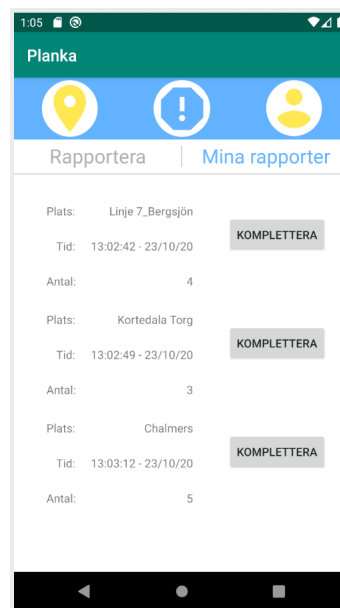 1:05
Planka
!
Rapportera | Mina rapporter
Plats: Linje 7_Bergsjön
KOMPLETTERA
Tid: 13:02:42 - 23/10/20
Antal: 4
Plats: Kortedala Torg
KOMPLETTERA
Tid: 13:02:49 - 23/10/20
Antal: 3
Plats: Chalmers
KOMPLETTERA
Tid: 13:03:12 - 23/10/20
Antal: 5